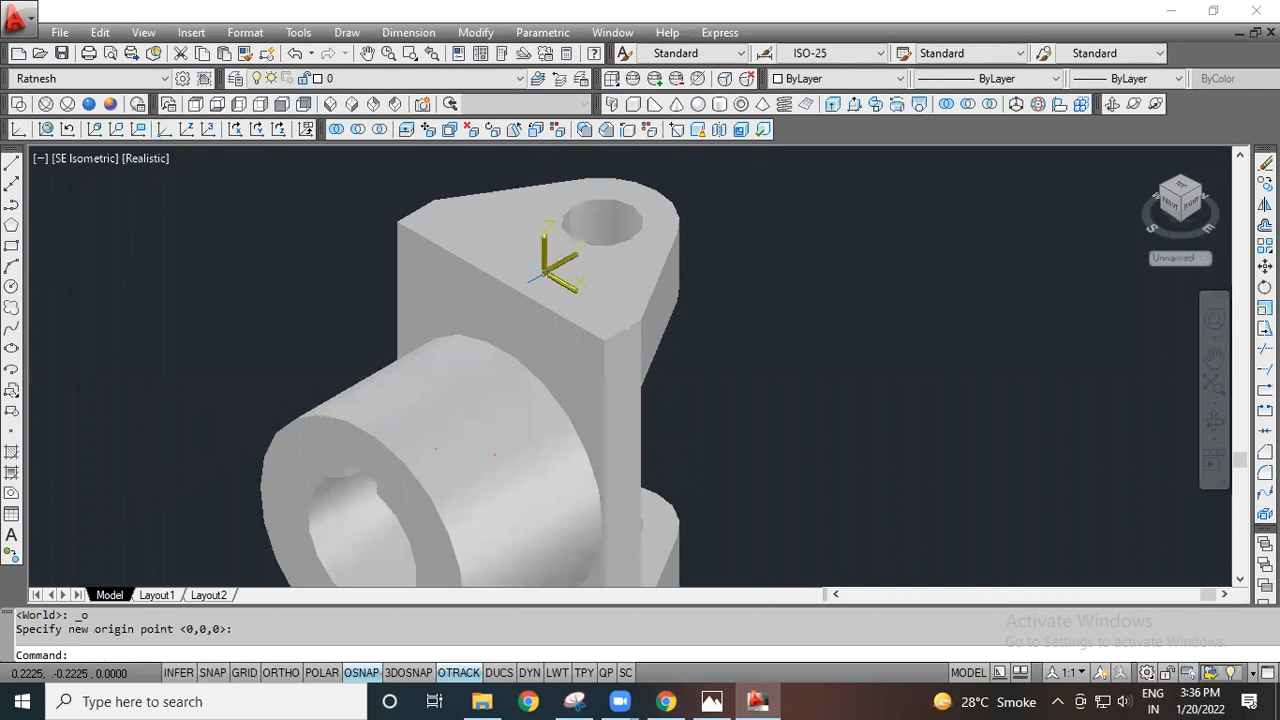 File Edit View Insert Format Tools Draw Dimension Modify Parametric Window Help Express
Standard ISO-25 Standard Standard
Ratnesh 0 ByLayer ByLayer ByLayer ByColor
[−] [SE Isometric] [Realistic]
TOP
FRONT RIGHT
S
Unnamed
Z
X
Model Layout1 Layout2
<World>: _o
Specify new origin point <0,0,0>:
Command:
Activate Windows
Go to Settings to activate Windows.
0.2225, -0.2225, 0.0000 INFER SNAP GRID ORTHO POLAR OSNAP 3DOSNAP OTRACK DUCS DYN LWT TPY QP SC MODEL 1:1
Type here to search
28°C Smoke
ENG
IN
3:36 PM
1/20/2022